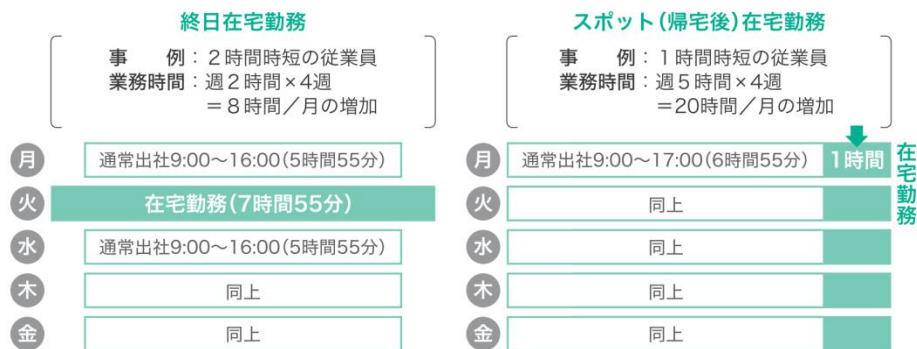 終日在宅勤務
事　例：２時間時短の従業員
業務時間：週２時間×4週
＝８時間／月の増加
月
通常出社9:00～16:00(5時間55分)
火
在宅勤務(7時間55分)
水
通常出社9:00～16:00(5時間55分)
木
同上
金
同上
スポット(帰宅後)在宅勤務
事　例：１時間時短の従業員
業務時間：週５時間×4週
＝20時間／月の増加
月
通常出社9:00～17:00(6時間55分)
1時間
火
同上
水
同上
木
同上
金
同上
在宅勤務